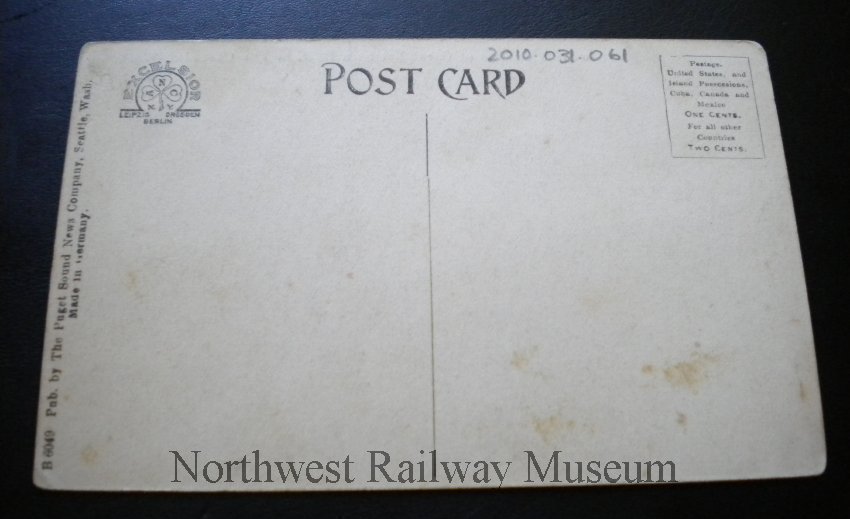 2010.031.061
EXCELSIOR
A N C
N.Y.
LEIPZIG DRESDEN
BERLIN
POST CARD
Postage.
United States, and
Island Possessions,
Cuba, Canada and
Mexico
ONE CENTS.
For all other
Countries
TWO CENTS.
B 6049 Pub. by The Puget Sound News Company, Seattle, Wash.
Made in Germany.
Northwest Railway Museum